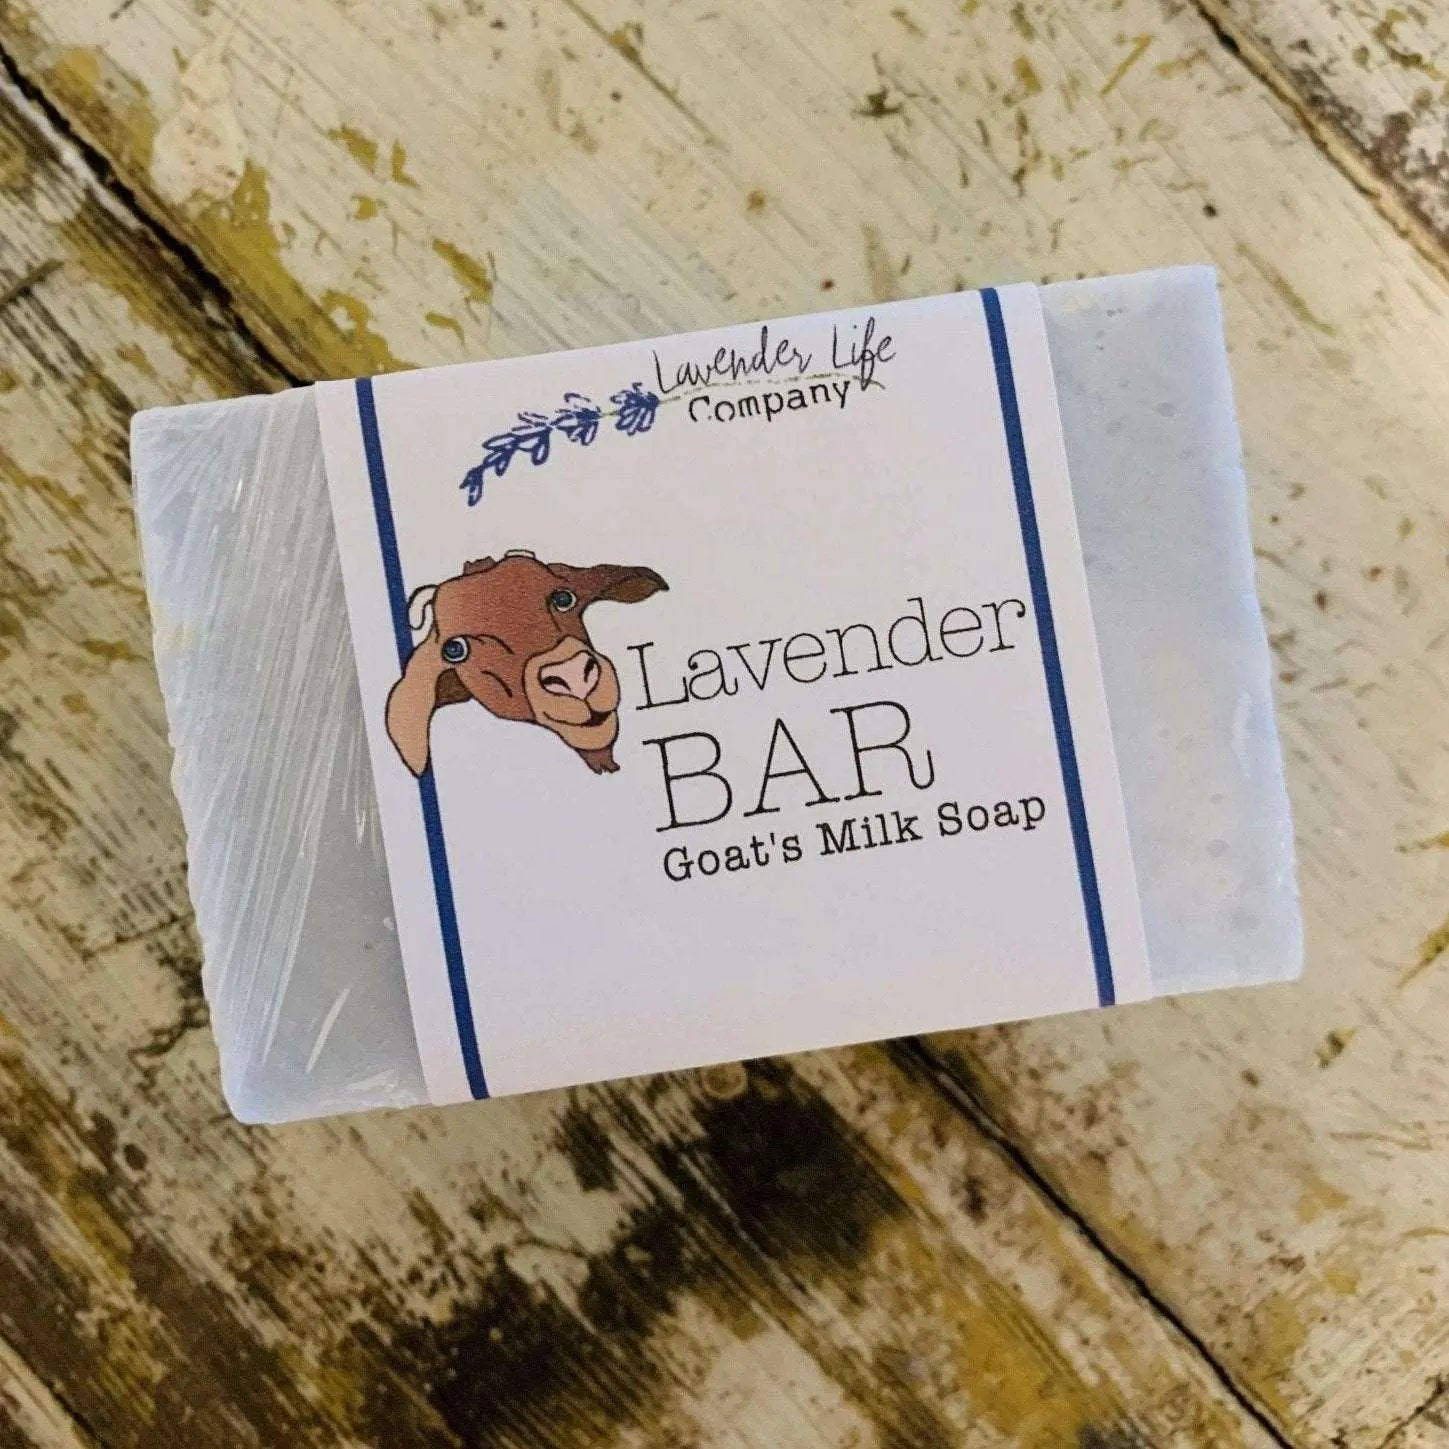 Lavender Life
Company
Lavender
BAR
Goat's Milk Soap